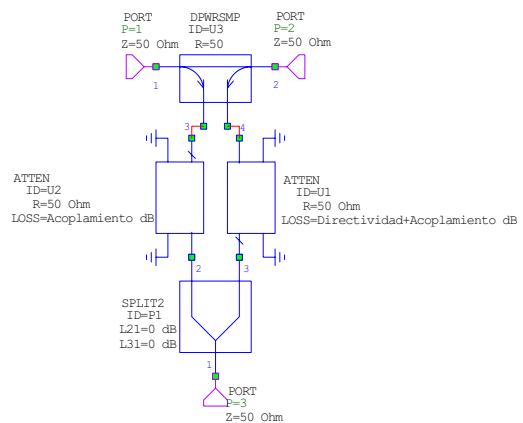 PORT
P=1
Z=50 Ohm
DPWRSMP
ID=U3
R=50
PORT
P=2
Z=50 Ohm
1
2
3
4
ATTEN
ID=U2
R=50 Ohm
LOSS=Acoplamiento dB
ATTEN
ID=U1
R=50 Ohm
LOSS=Directividad+Acoplamiento dB
2
3
SPLIT2
ID=P1
L21=0 dB
L31=0 dB
1
PORT
P=3
Z=50 Ohm